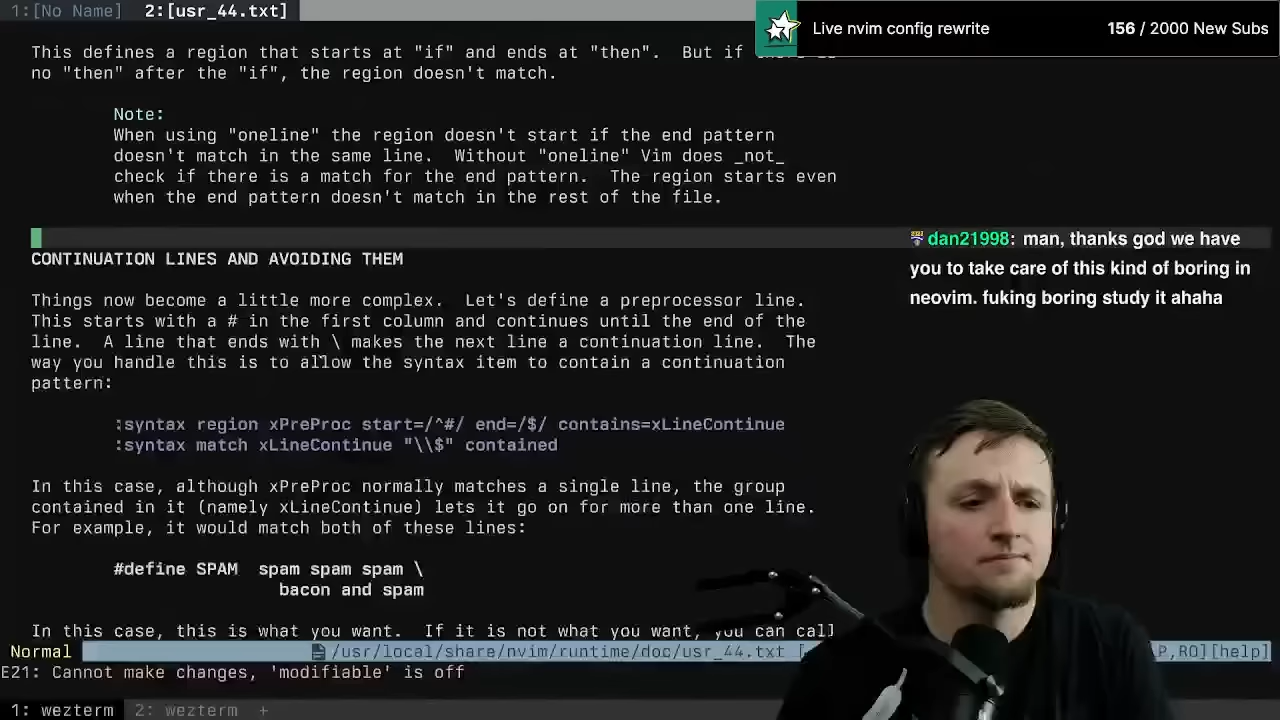 1:[No Name]  2:[usr_44.txt]
Live nvim config rewrite
156 / 2000 New Subs
This defines a region that starts at "if" and ends at "then".  But if there is
no "then" after the "if", the region doesn't match.
Note:
When using "oneline" the region doesn't start if the end pattern
doesn't match in the same line.  Without "oneline" Vim does _not_
check if there is a match for the end pattern.  The region starts even
when the end pattern doesn't match in the rest of the file.
dan21998: man, thanks god we have
you to take care of this kind of boring in
neovim. fuking boring study it ahaha
CONTINUATION LINES AND AVOIDING THEM
Things now become a little more complex.  Let's define a preprocessor line.
This starts with a # in the first column and continues until the end of the
line.  A line that ends with \ makes the next line a continuation line.  The
way you handle this is to allow the syntax item to contain a continuation
pattern:
:syntax region xPreProc start=/^#/ end=/$/ contains=xLineContinue
:syntax match xLineContinue "\\$" contained
In this case, although xPreProc normally matches a single line, the group
contained in it (namely xLineContinue) lets it go on for more than one line.
For example, it would match both of these lines:
#define SPAM  spam spam spam \
bacon and spam
In this case, this is what you want.  If it is not what you want, you can call
Normal
/usr/local/share/nvim/runtime/doc/usr_44.txt [
P,RO][help]
E21: Cannot make changes, 'modifiable' is off
1: wezterm  2: wezterm  +